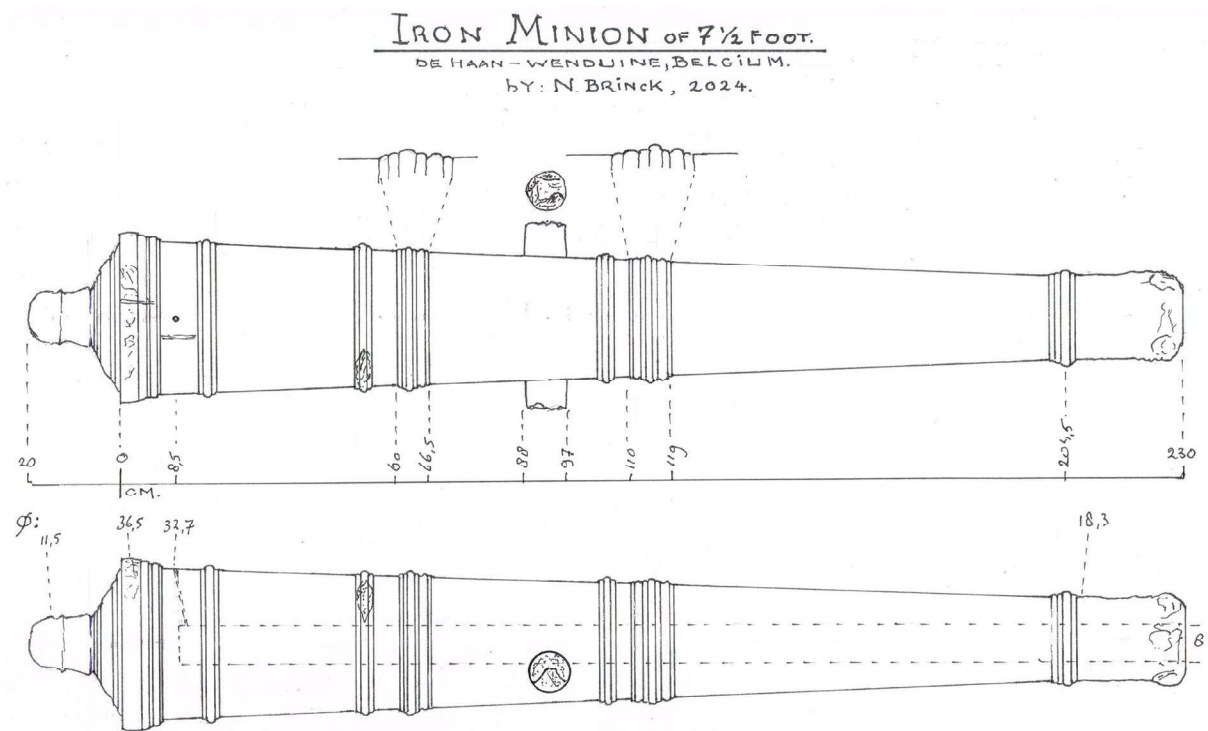 IRON MINION OF 7½ FOOT.
DE HAAN – WENDUINE, BELGIUM.
bY: N. BRINCK, 2024.
20 0 8,5 60 66,5 88 97 110 119 204,5 230
CM.
Ø:
11,5 36,5 32,7 18,3
8